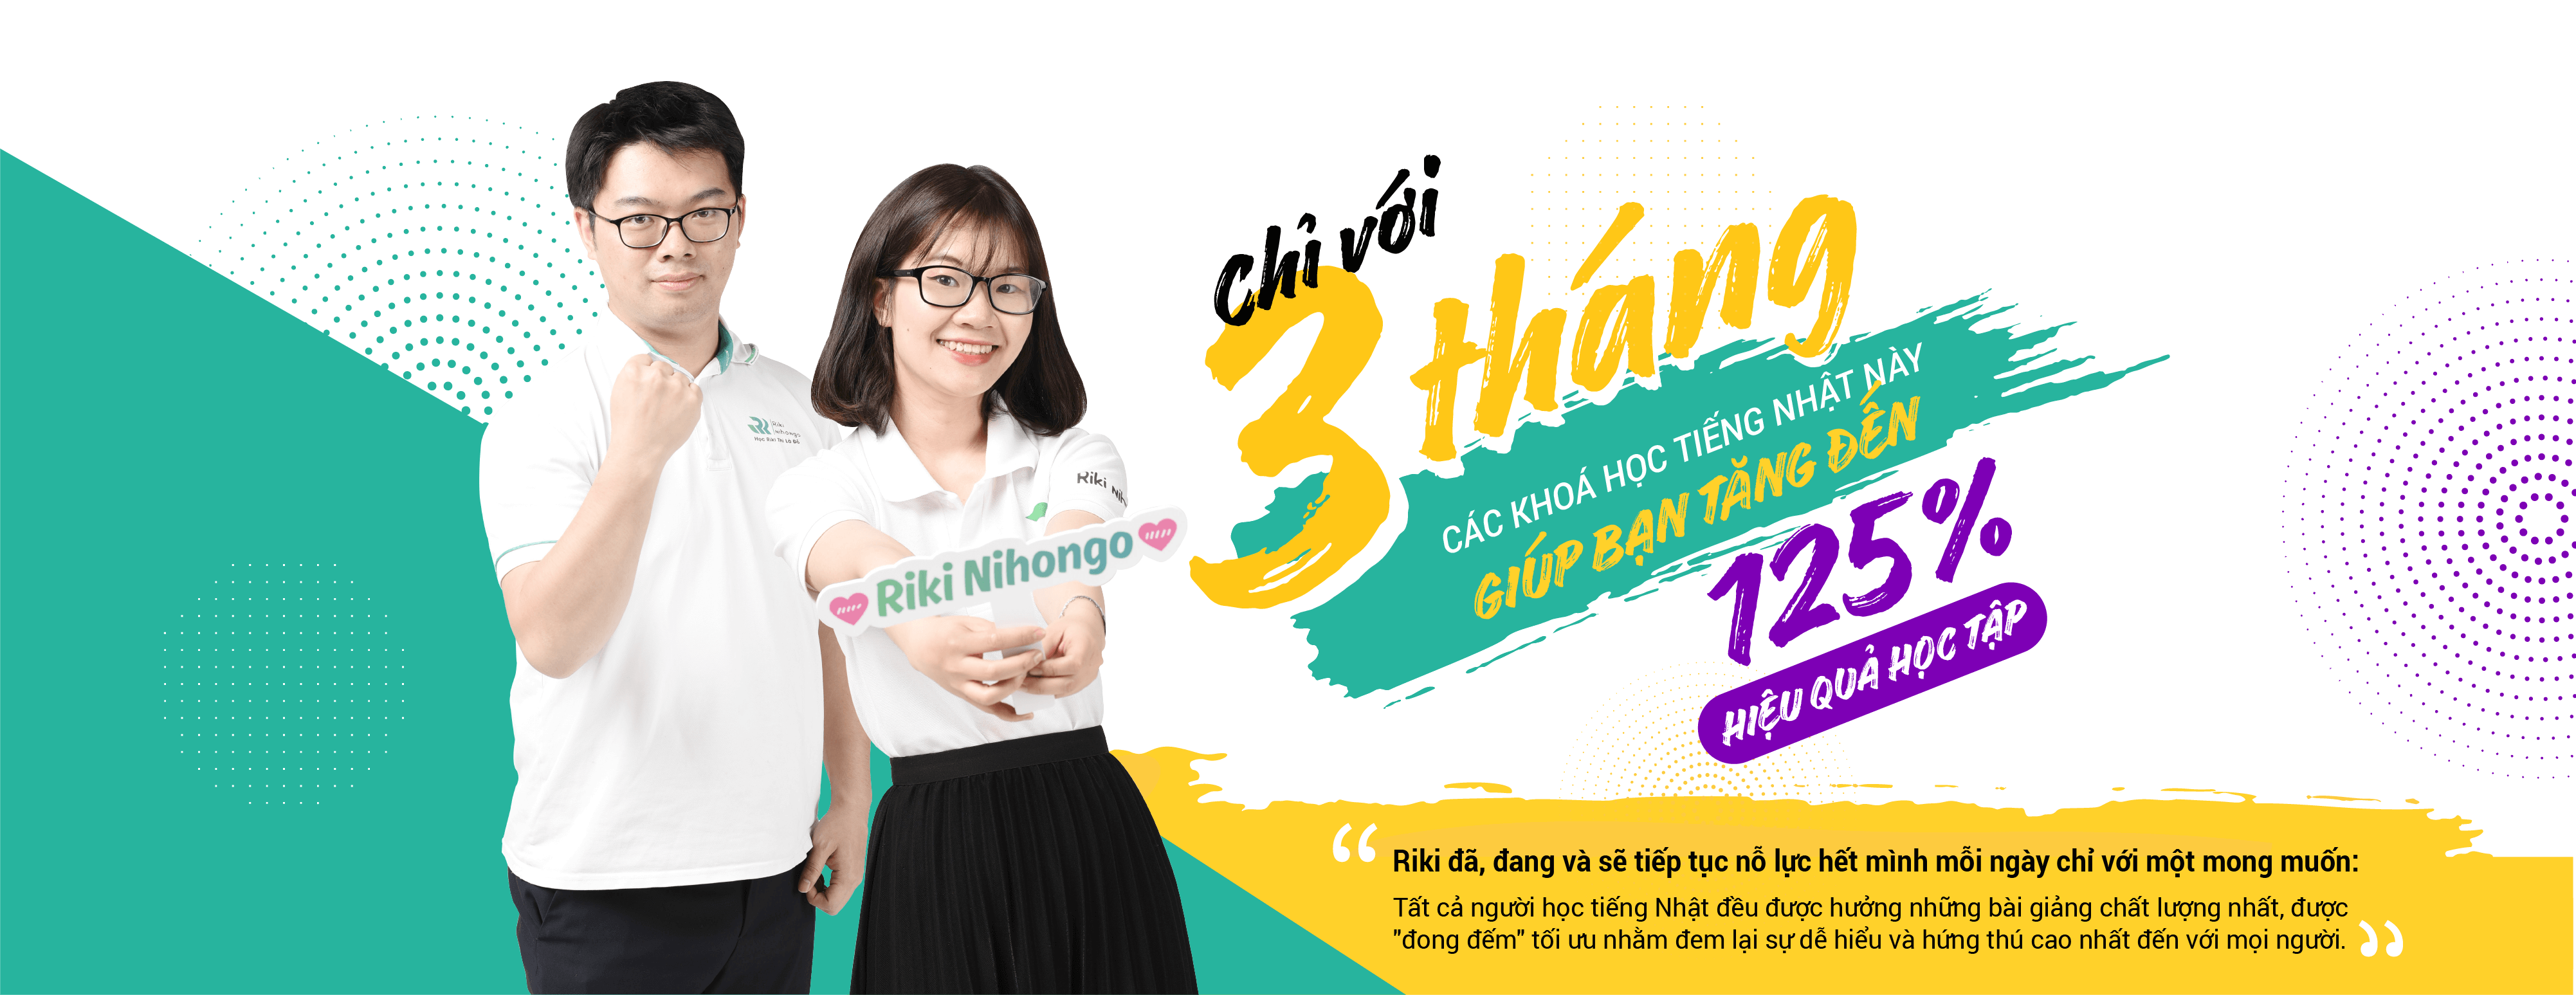 Chỉ với
3 tháng
CÁC KHOÁ HỌC TIẾNG NHẬT NÀY
GIÚP BẠN TĂNG ĐẾN
125%
HIỆU QUẢ HỌC TẬP
Riki
Nihongo
Riki
Riki Nihongo
“
Riki đã, đang và sẽ tiếp tục nỗ lực hết mình mỗi ngày chỉ với một mong muốn:
Tất cả người học tiếng Nhật đều được hưởng những bài giảng chất lượng nhất, được
"đong đếm" tối ưu nhằm đem lại sự dễ hiểu và hứng thú cao nhất đến với mọi người.
”